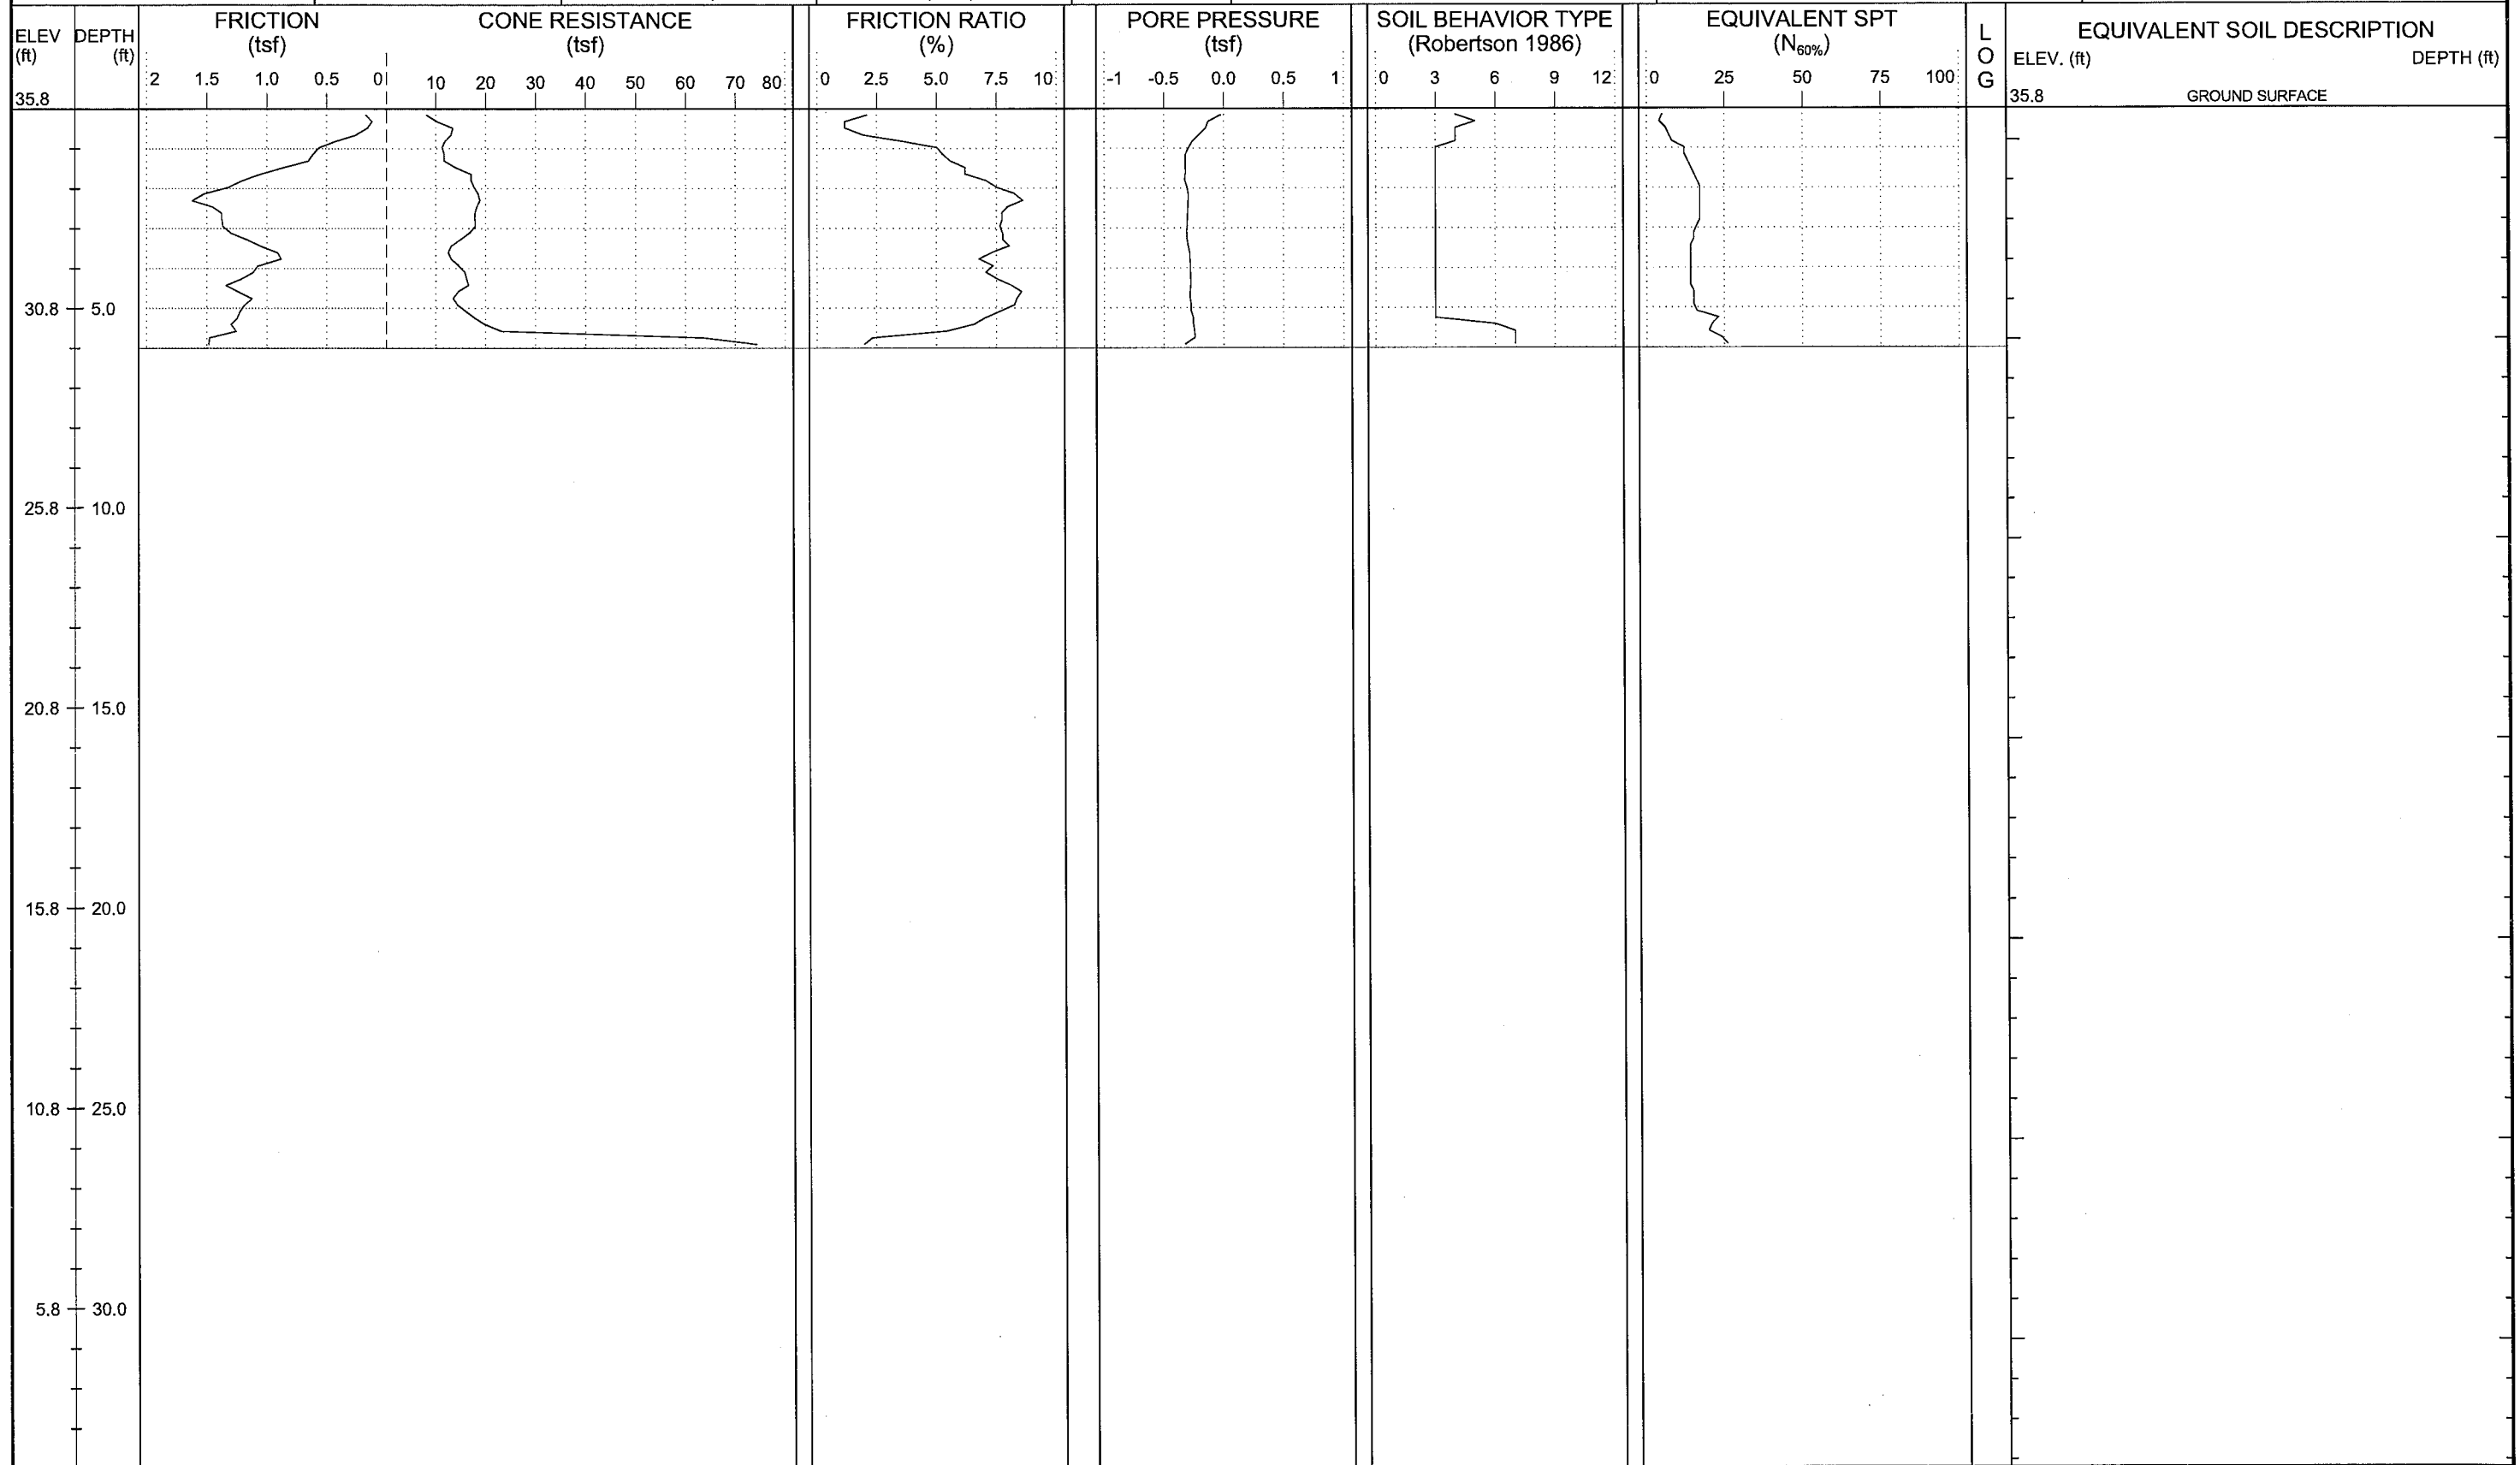 ELEV (ft)
DEPTH (ft)
35.8
FRICTION
(tsf)
2 1.5 1.0 0.5 0
CONE RESISTANCE
(tsf)
10 20 30 40 50 60 70 80
FRICTION RATIO
(%)
0 2.5 5.0 7.5 10
PORE PRESSURE
(tsf)
-1 -0.5 0.0 0.5 1
SOIL BEHAVIOR TYPE
(Robertson 1986)
0 3 6 9 12
EQUIVALENT SPT
(N60%)
0 25 50 75 100
L
O
G
EQUIVALENT SOIL DESCRIPTION
ELEV. (ft) DEPTH (ft)
35.8 GROUND SURFACE
30.8 5.0
25.8 10.0
20.8 15.0
15.8 20.0
10.8 25.0
5.8 30.0